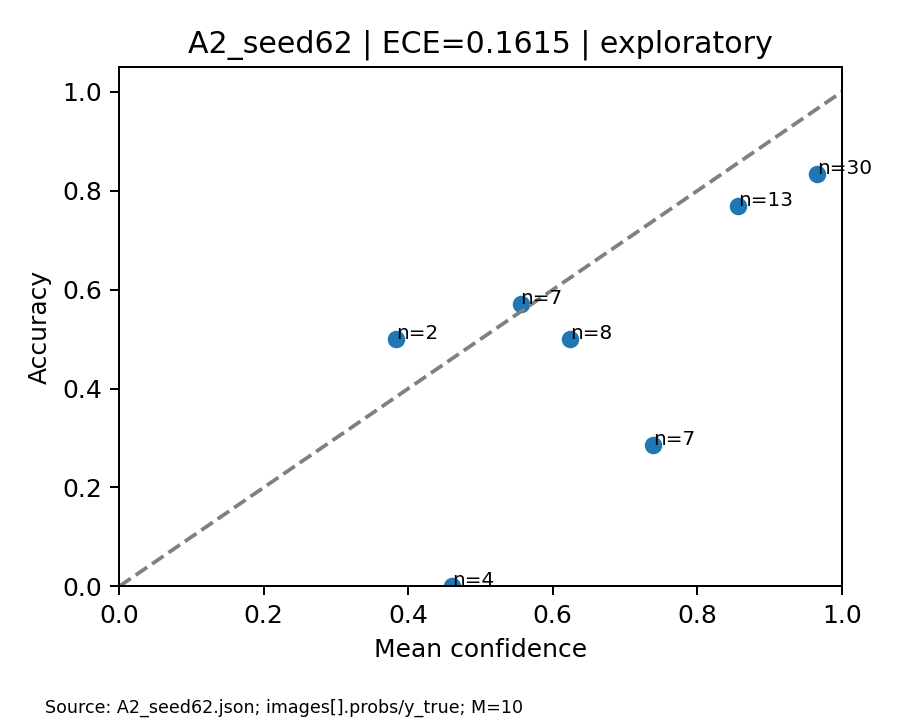 A2_seed62 | ECE=0.1615 | exploratory
1.0
0.8
0.6
0.4
0.2
0.0
Accuracy
n=30
n=13
n=7
n=2
n=8
n=7
n=4
0.0 0.2 0.4 0.6 0.8 1.0
Mean confidence
Source: A2_seed62.json; images[].probs/y_true; M=10